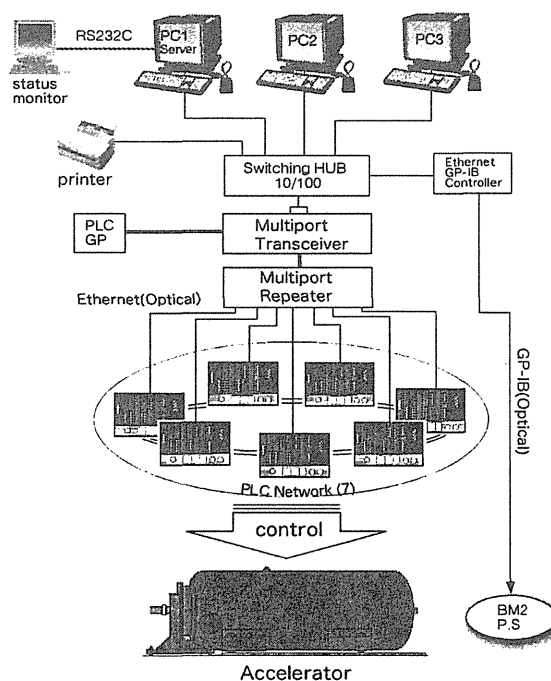 RS232C
PC1
Server
PC2
PC3
status
monitor
printer
Switching HUB
10/100
Ethernet
GP-IB
Controller
PLC
GP
Multiport
Transceiver
Multiport
Repeater
Ethernet(Optical)
GP-IB(Optical)
PLC Network (7)
control
BM2
P.S
Accelerator